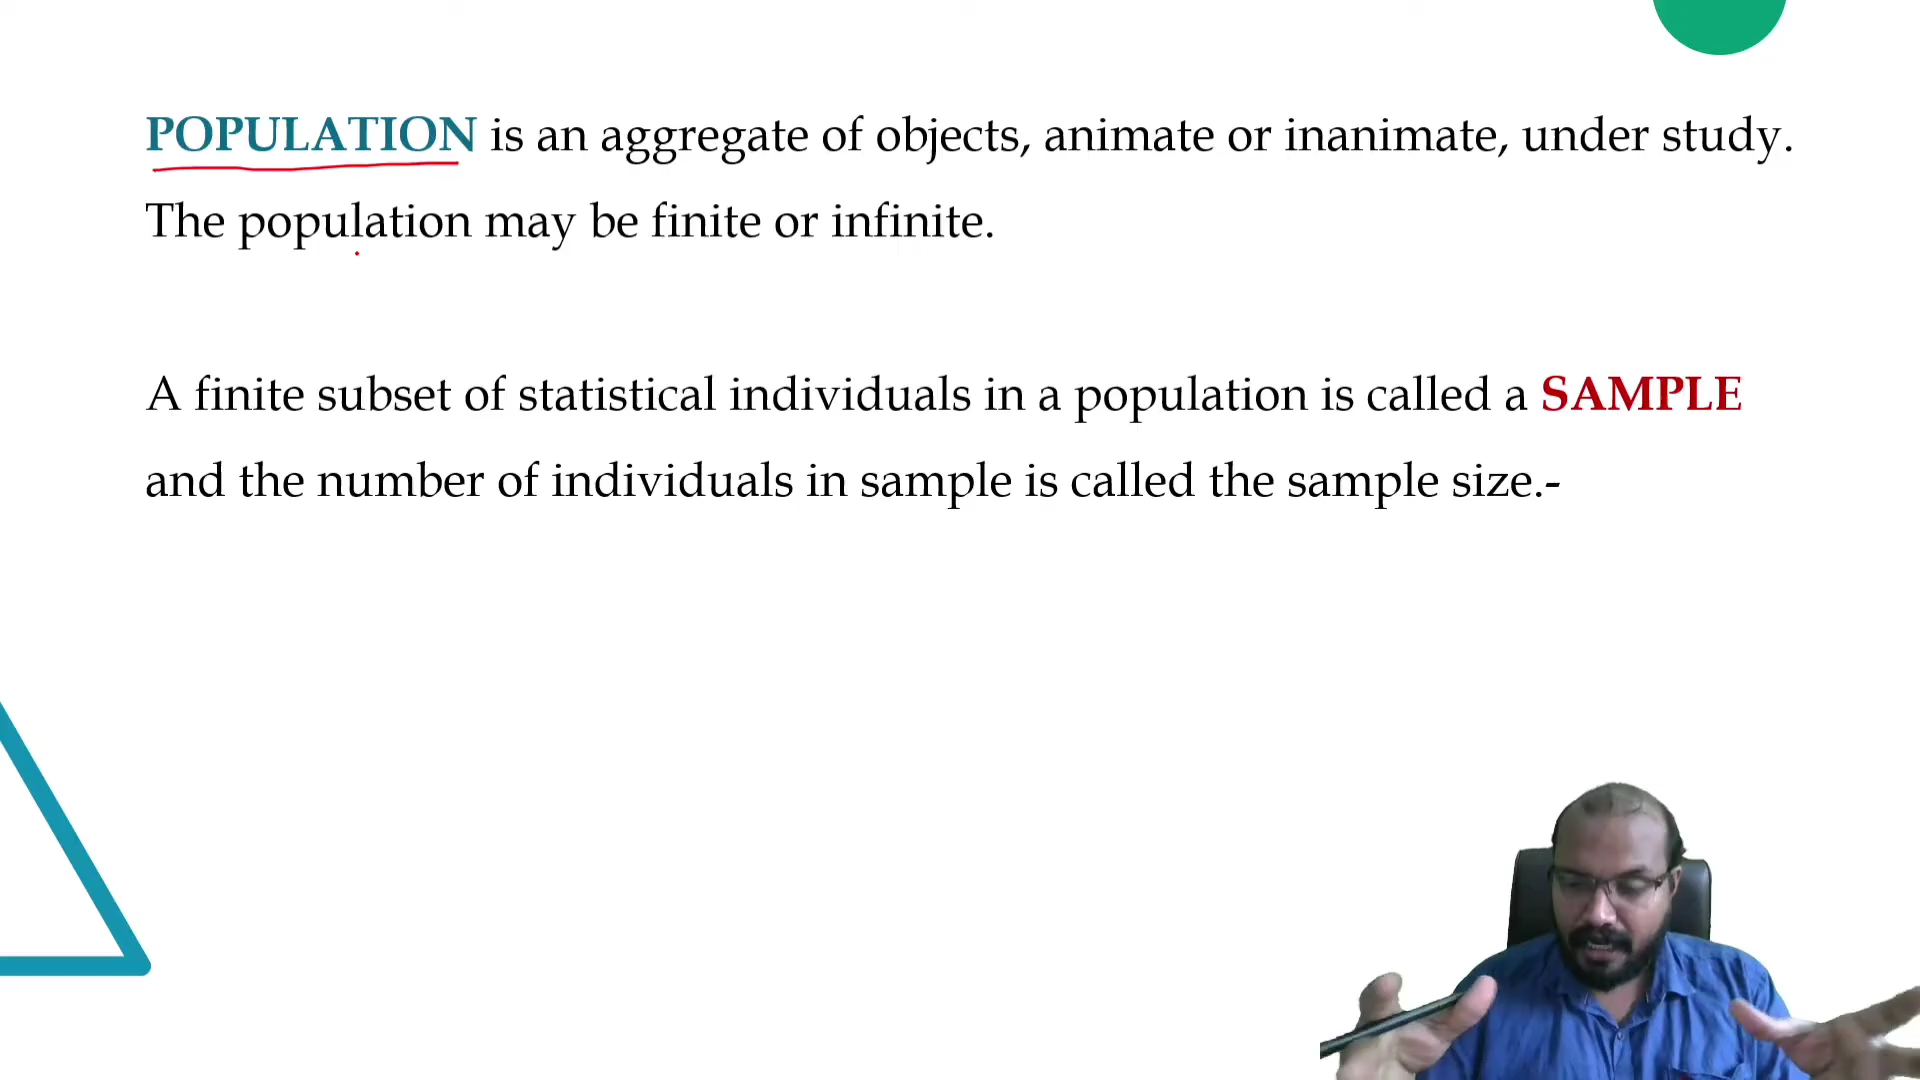 POPULATION is an aggregate of objects, animate or inanimate, under study.
The population may be finite or infinite.
A finite subset of statistical individuals in a population is called a SAMPLE
and the number of individuals in sample is called the sample size.-